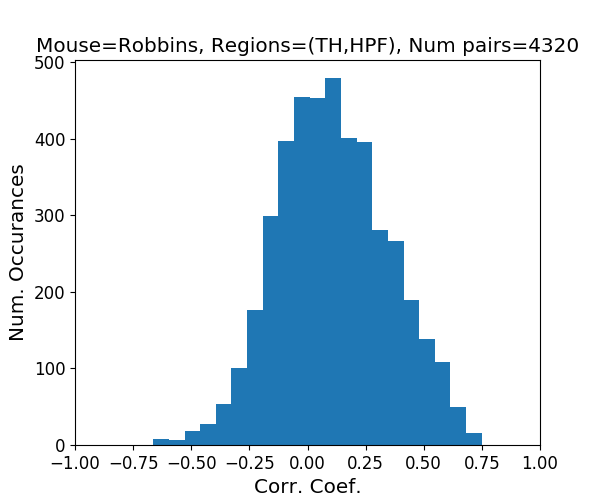 Mouse=Robbins, Regions=(TH,HPF), Num pairs=4320
500
400
300
200
100
0
Num. Occurances
−1.00 −0.75 −0.50 −0.25 0.00 0.25 0.50 0.75 1.00
Corr. Coef.